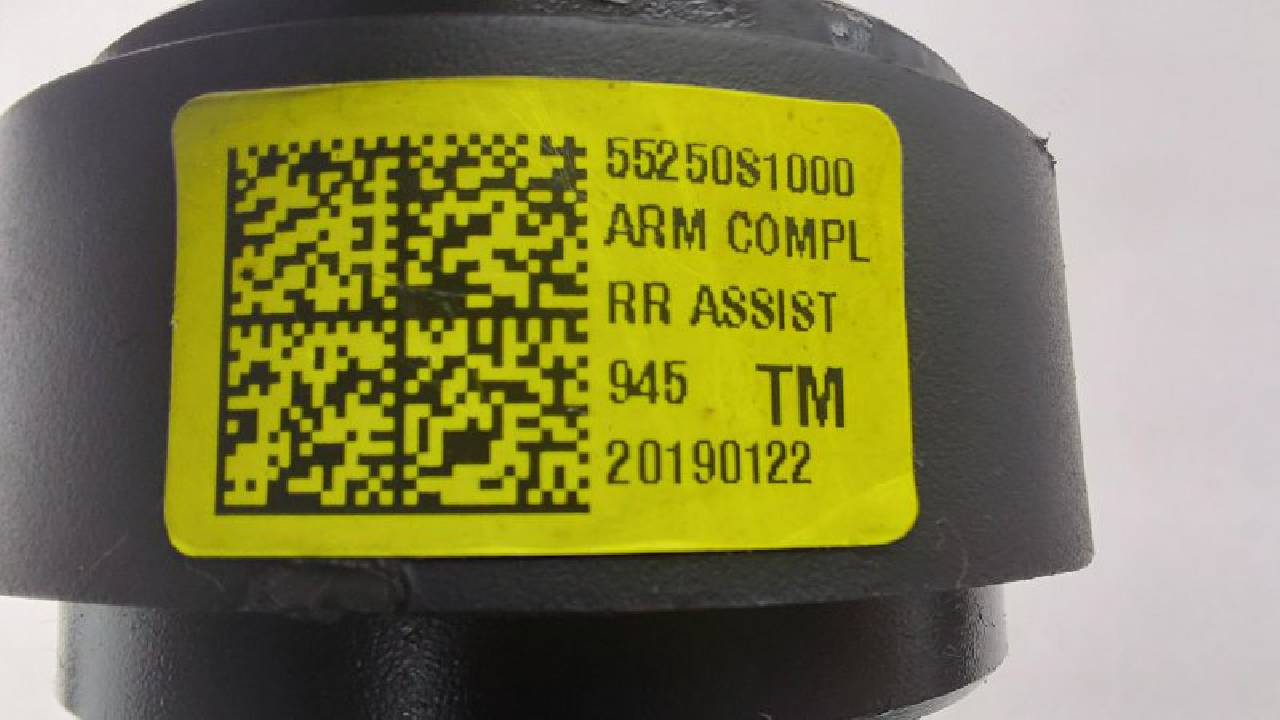 55250S1000
ARM COMPL
RR ASSIST
945 TM
20190122